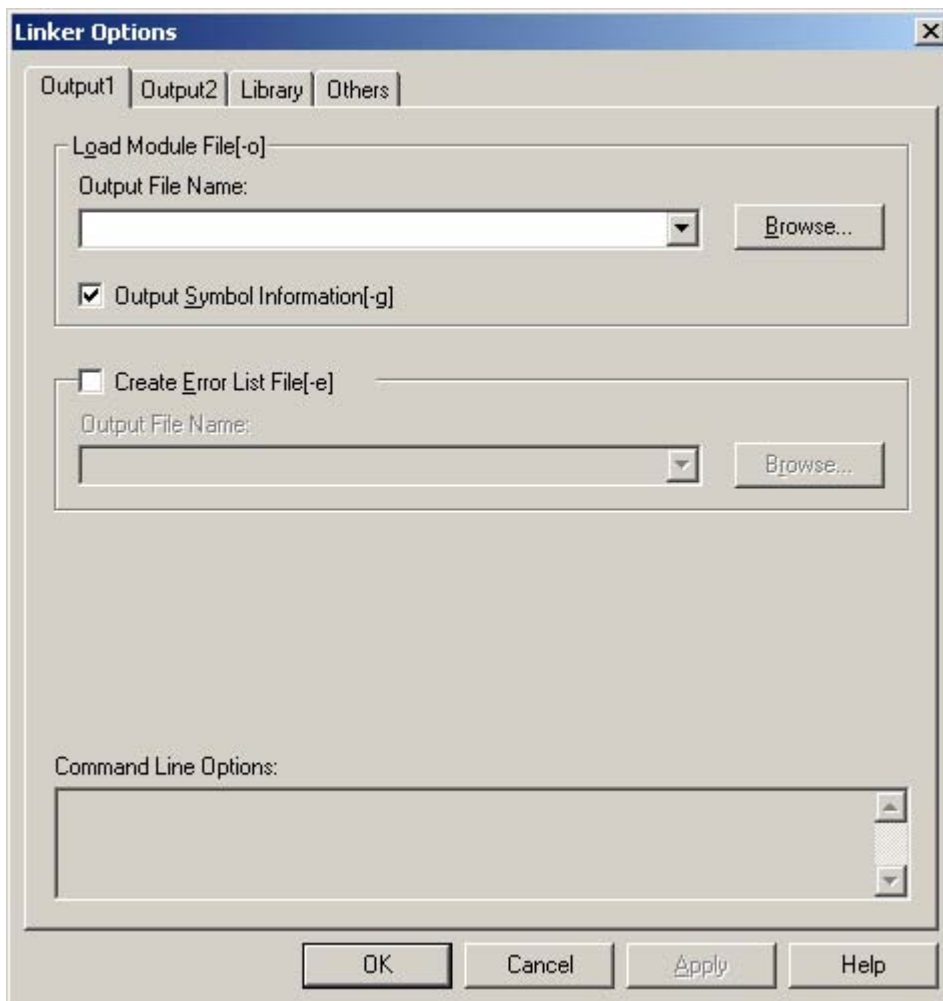 Linker Options
Output1 Output2 Library Others
Load Module File[-o]
Output File Name:
Browse...
Output Symbol Information[-g]
Create Error List File[-e]
Output File Name:
Browse...
Command Line Options:
OK Cancel Apply Help